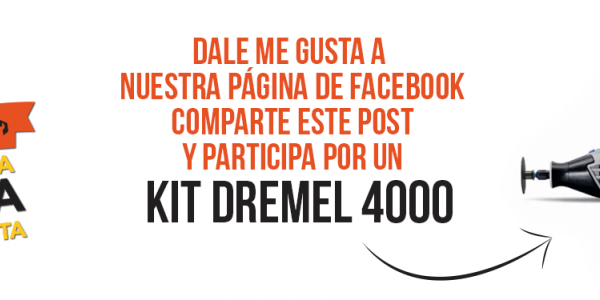 DALE ME GUSTA A
NUESTRA PÁGINA DE FACEBOOK
COMPARTE ESTE POST
Y PARTICIPA POR UN
KIT DREMEL 4000